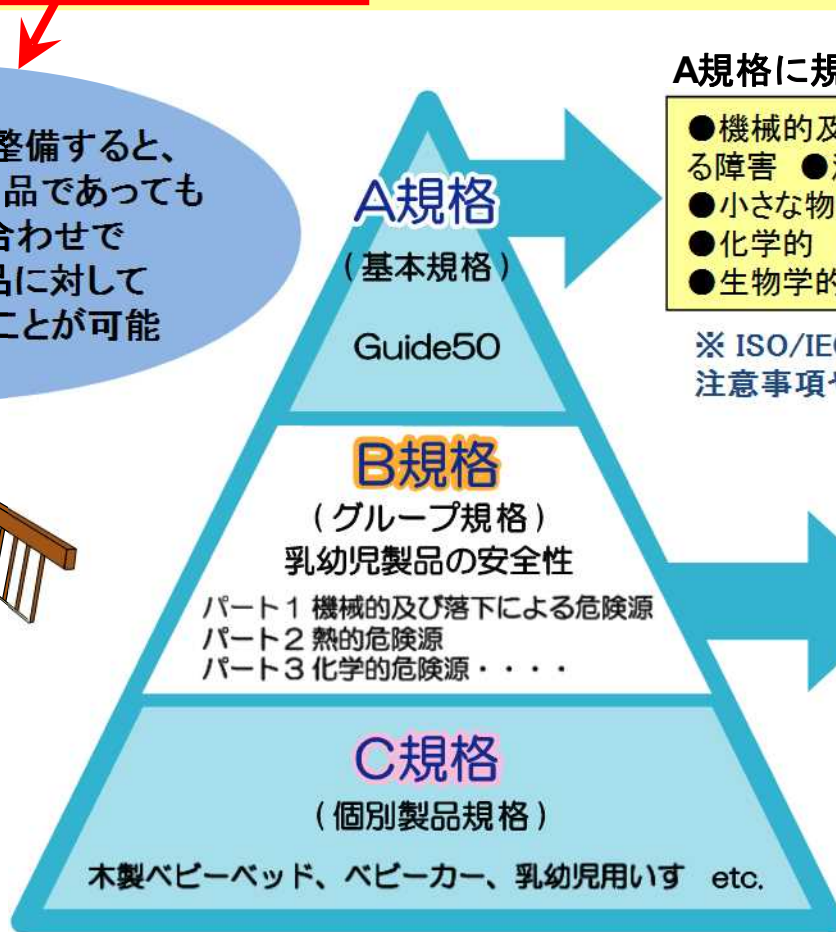 整備すると、
品であっても
合わせで
品に対して
ことが可能
A規格
(基本規格)
Guide50
B規格
(グループ規格)
乳幼児製品の安全性
パート1 機械的及び落下による危険源
パート2 熱的危険源
パート3 化学的危険源・・・・
C規格
(個別製品規格)
木製ベビーベッド、ベビーカー、乳幼児用いす etc.
A規格に規
●機械的及
る障害 ●
●小さな物
●化学的
●生物学的
※ ISO/IE
注意事項